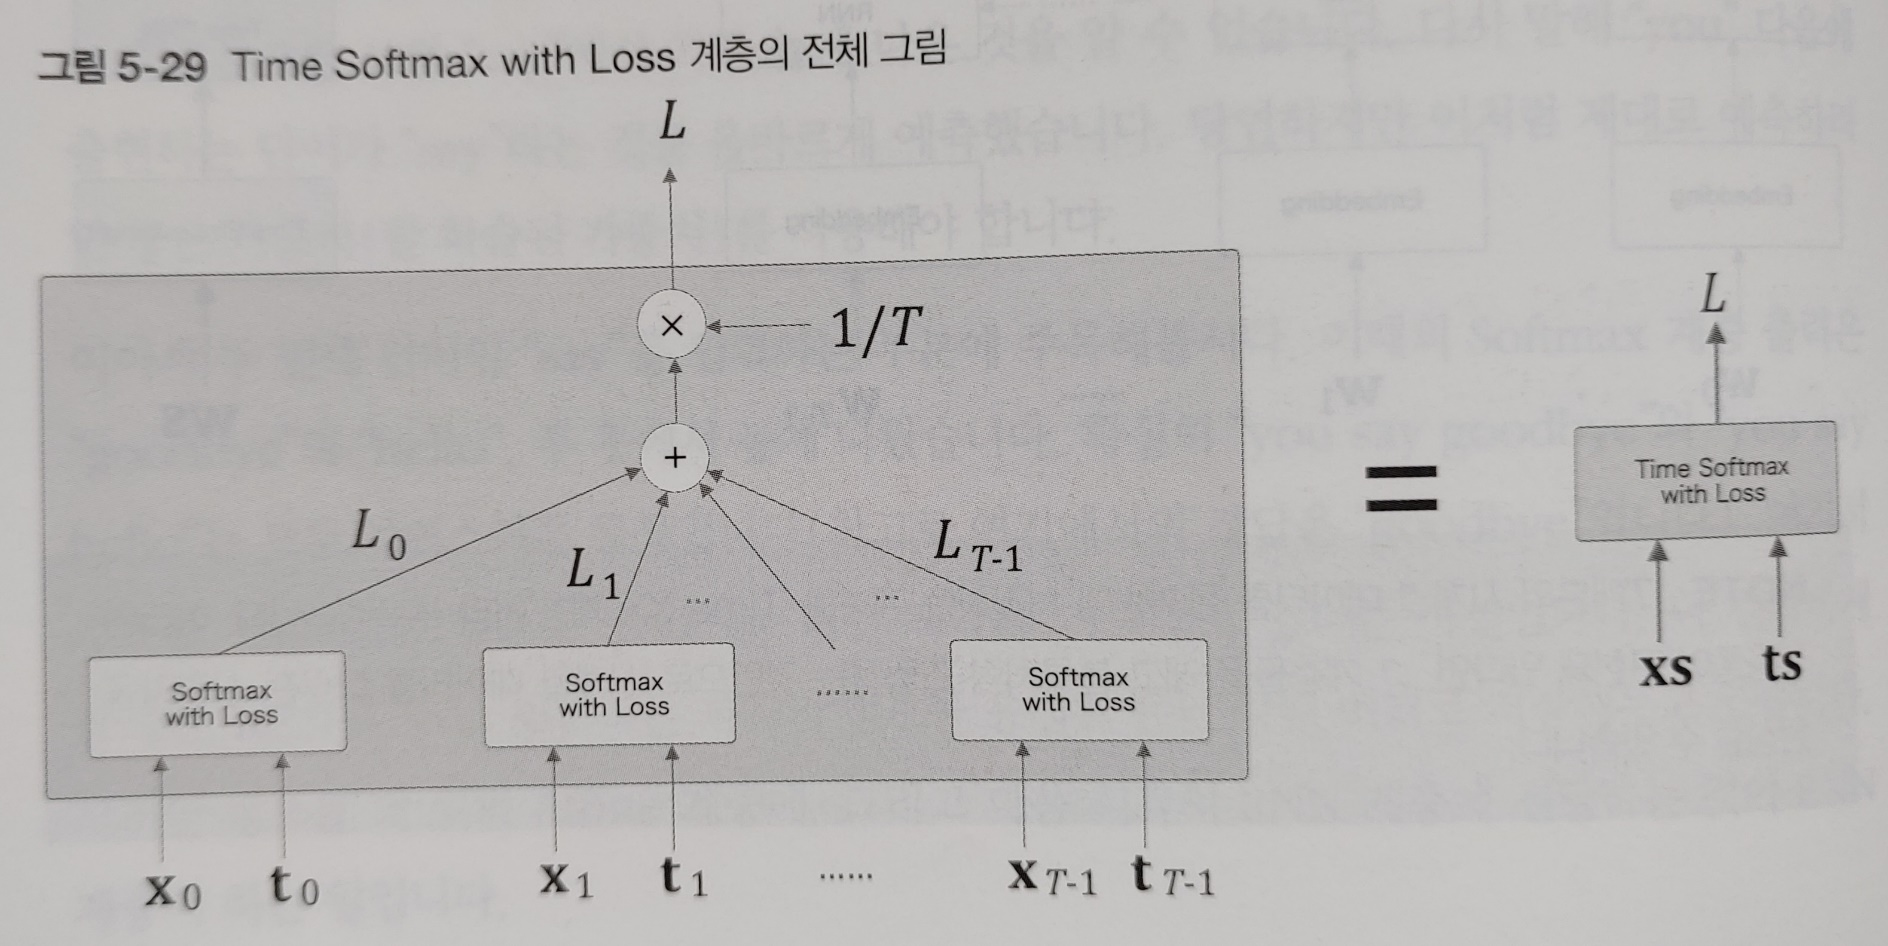 그림 5-29 Time Softmax with Loss 계층의 전체 그림
L
× 1/T
+
L0 L1 ... ... LT-1
Softmax
with Loss
Softmax
with Loss
......
Softmax
with Loss
x0 t0 x1 t1 ...... xT-1 tT-1
=
L
Time Softmax
with Loss
xs ts